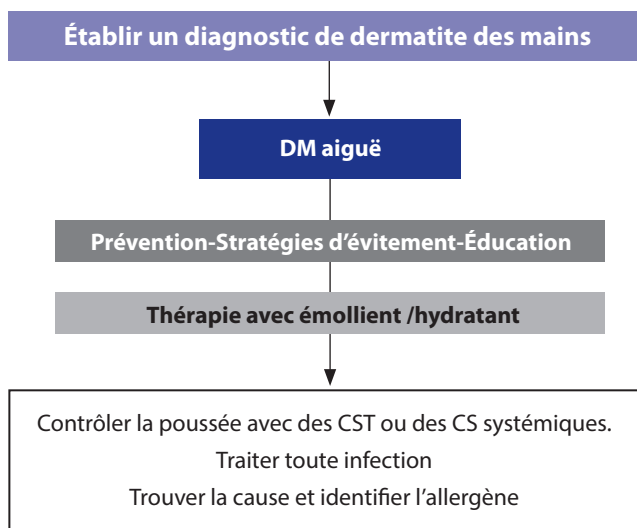 Établir un diagnostic de dermatite des mains
DM aiguë
Prévention-Stratégies d'évitement-Éducation
Thérapie avec émollient /hydratant
Contrôler la poussée avec des CST ou des CS systémiques.
Traiter toute infection
Trouver la cause et identifier l'allergène